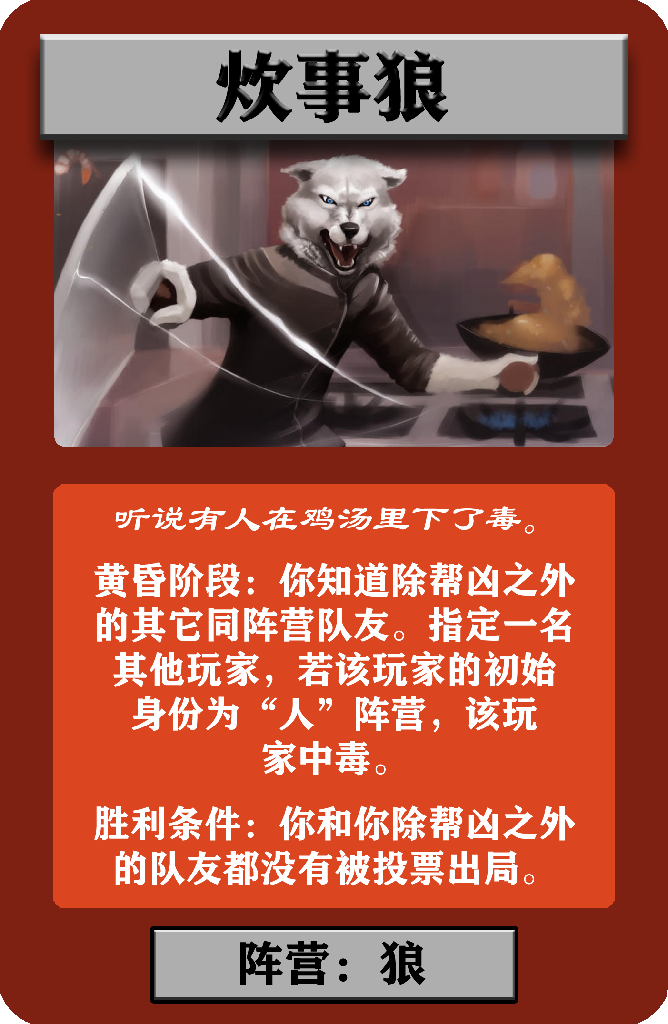 炊事狼
听说有人在鸡汤里下了毒。
黄昏阶段：你知道除帮凶之外
的其它同阵营队友。指定一名
其他玩家，若该玩家的初始
身份为“人”阵营，该玩
家中毒。
胜利条件：你和你除帮凶之外
的队友都没有被投票出局。
阵营：狼